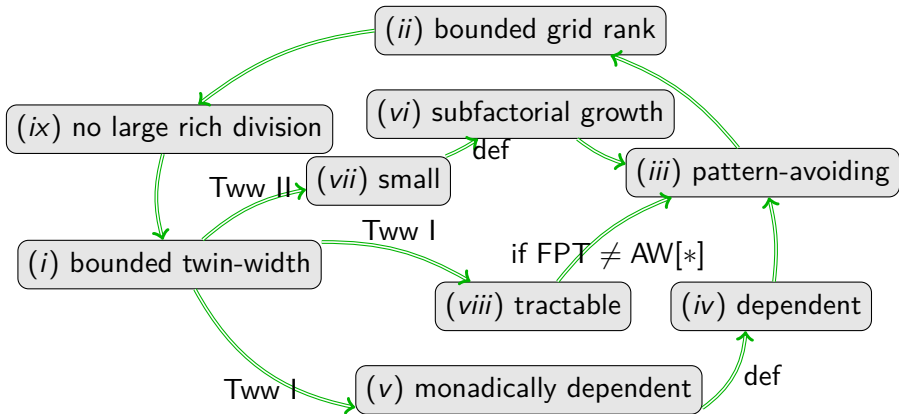 (ii) bounded grid rank
(vi) subfactorial growth
(ix) no large rich division
def
(vii) small
(iii) pattern-avoiding
Tww II
Tww I
(i) bounded twin-width
if FPT ≠ AW[*]
(viii) tractable
(iv) dependent
Tww I
(v) monadically dependent
def